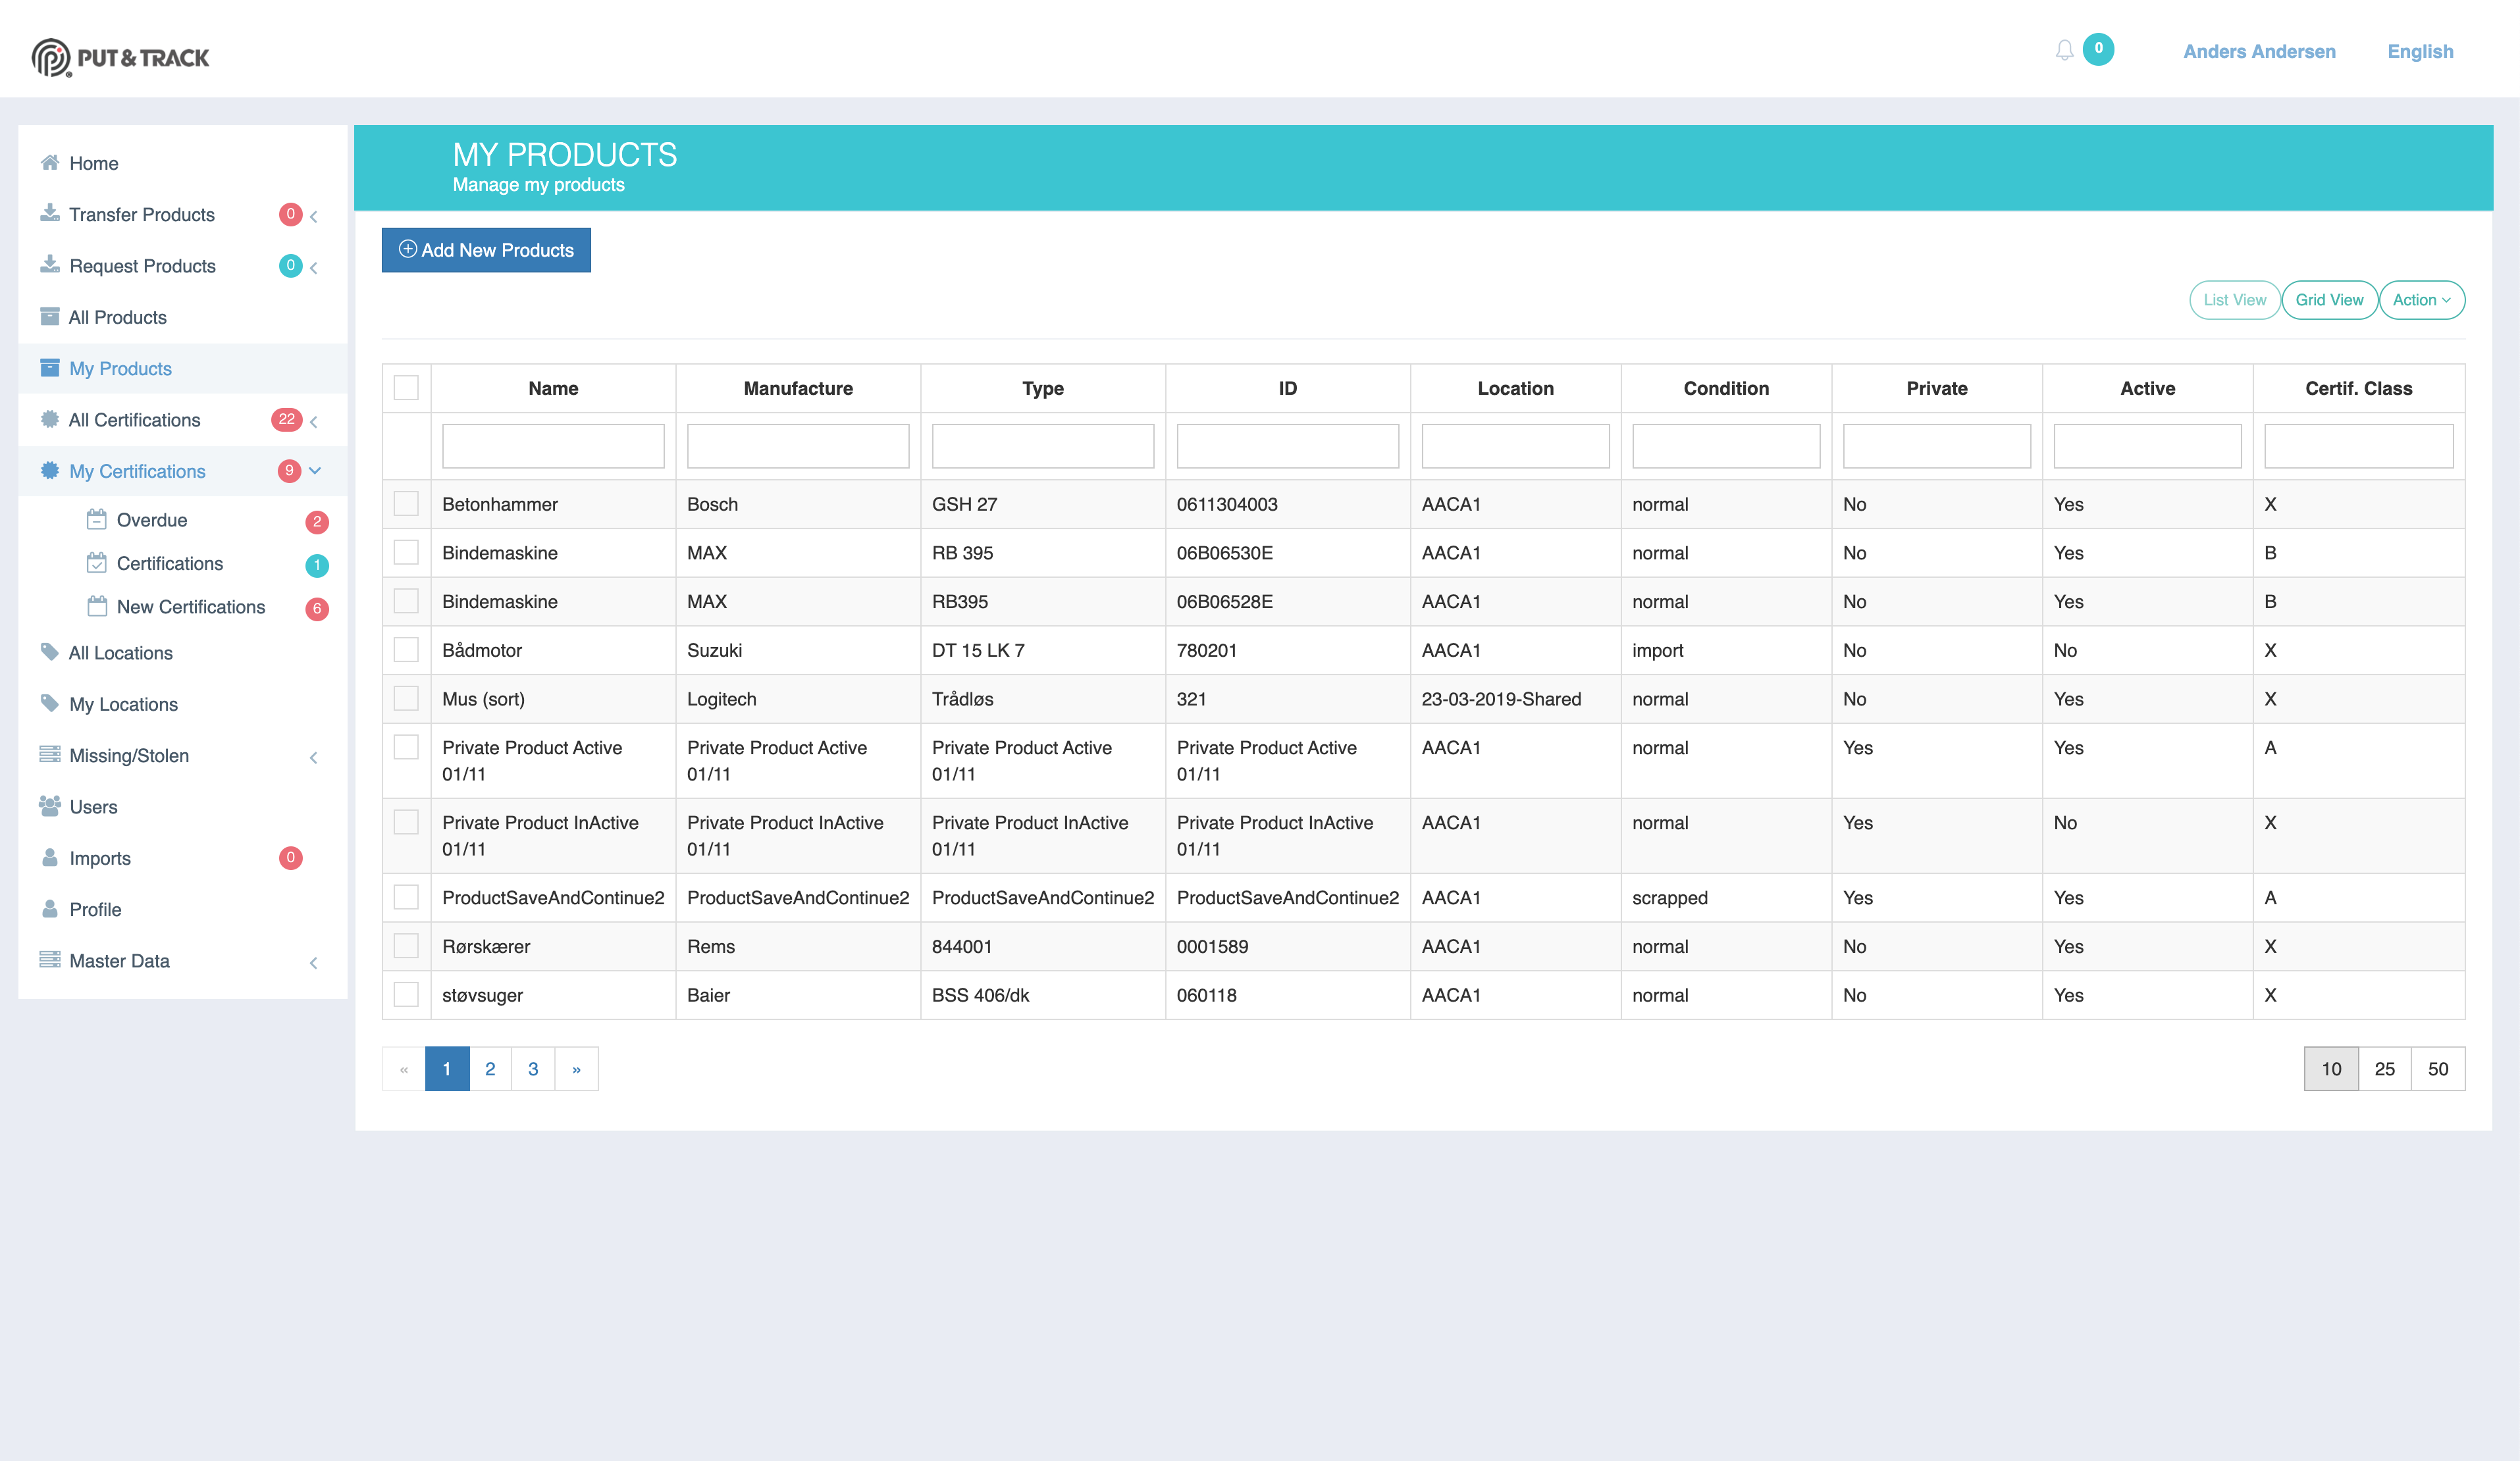 PUT & TRACK
0
Anders Andersen
English
Home
Transfer Products 0
Request Products 0
All Products
My Products
All Certifications 22
My Certifications 9
Overdue 2
Certifications 1
New Certifications 6
All Locations
My Locations
Missing/Stolen
Users
Imports 0
Profile
Master Data
MY PRODUCTS
Manage my products
Add New Products
List View Grid View Action
Name Manufacture Type ID Location Condition Private Active Certif. Class
Betonhammer Bosch GSH 27 0611304003 AACA1 normal No Yes X
Bindemaskine MAX RB 395 06B06530E AACA1 normal No Yes B
Bindemaskine MAX RB395 06B06528E AACA1 normal No Yes B
Bådmotor Suzuki DT 15 LK 7 780201 AACA1 import No No X
Mus (sort) Logitech Trådløs 321 23-03-2019-Shared normal No Yes X
Private Product Active Private Product Active Private Product Active Private Product Active AACA1 normal Yes Yes A
01/11 01/11 01/11 01/11
Private Product InActive Private Product InActive Private Product InActive Private Product InActive AACA1 normal Yes No X
01/11 01/11 01/11 01/11
ProductSaveAndContinue2 ProductSaveAndContinue2 ProductSaveAndContinue2 ProductSaveAndContinue2 AACA1 scrapped Yes Yes A
Rørskærer Rems 844001 0001589 AACA1 normal No Yes X
støvsuger Baier BSS 406/dk 060118 AACA1 normal No Yes X
« 1 2 3 »
10 25 50